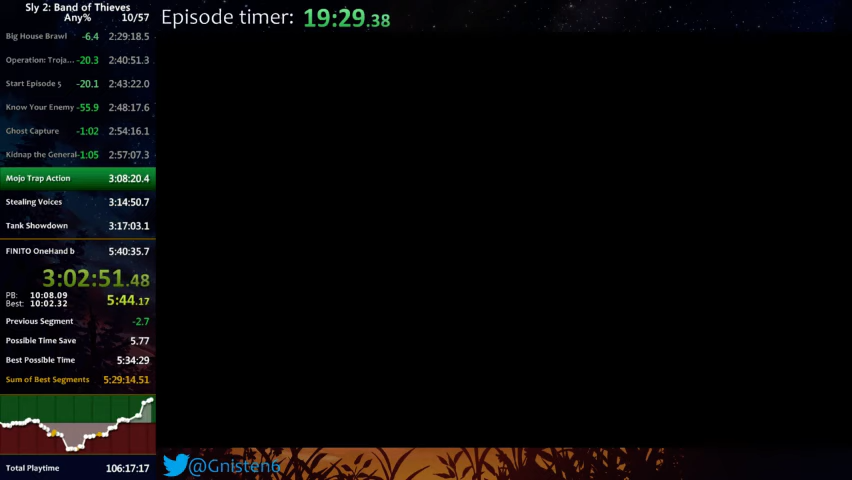 Sly 2: Band of Thieves
Any% 10/57
Big House Brawl -6.4 2:29:18.5
Operation: Troja... -20.3 2:40:51.3
Start Episode 5 -20.1 2:43:22.0
Know Your Enemy -55.9 2:48:17.6
Ghost Capture -1:02 2:54:16.1
Kidnap the General -1:05 2:57:07.3
Mojo Trap Action 3:08:20.4
Stealing Voices 3:14:50.7
Tank Showdown 3:17:03.1
FINITO OneHand b 5:40:35.7
3:02:51.48
PB: 10:08.09
Best: 10:02.32
5:44.17
Previous Segment -2.7
Possible Time Save 5.77
Best Possible Time 5:34:29
Sum of Best Segments 5:29:14.51
Total Playtime 106:17:17
Episode timer: 19:29.38
@Gnisten6